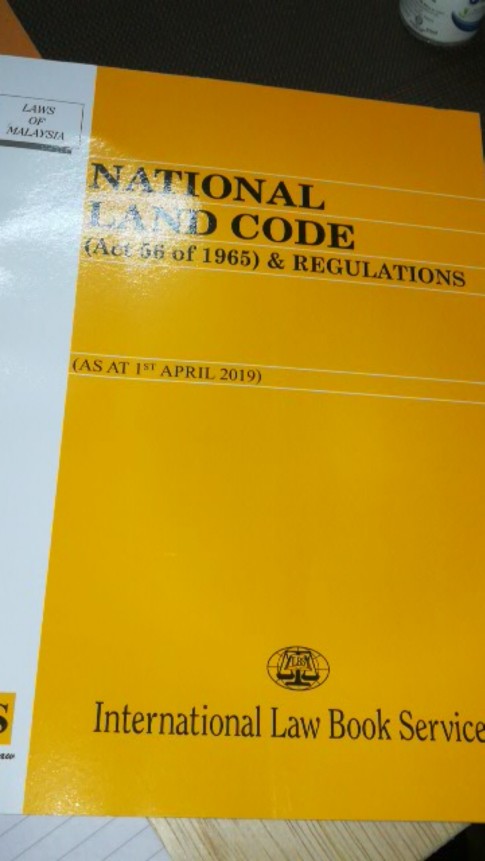 LAWS
OF
MALAYSIA
NATIONAL
LAND CODE
(Act 56 of 1965) & REGULATIONS
(AS AT 1ST APRIL 2019)
International Law Book Service
S